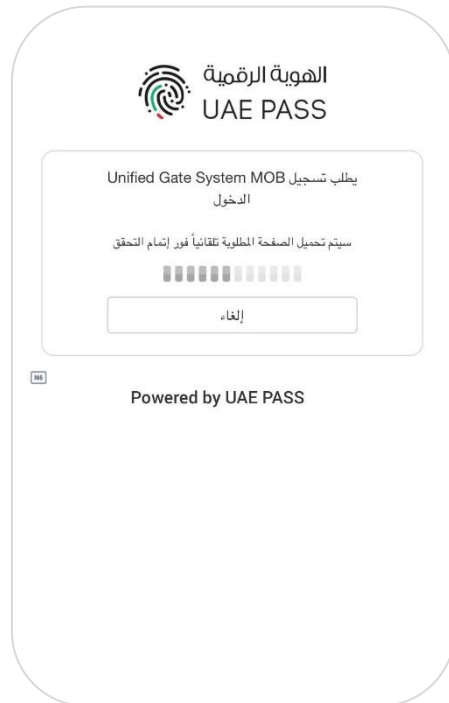 الهوية الرقمية
UAE PASS
يطلب تسجيل Unified Gate System MOB
الدخول
سيتم تحميل الصفحة المطلوبة تلقائياً فور إتمام التحقق
إلغاء
N6
Powered by UAE PASS